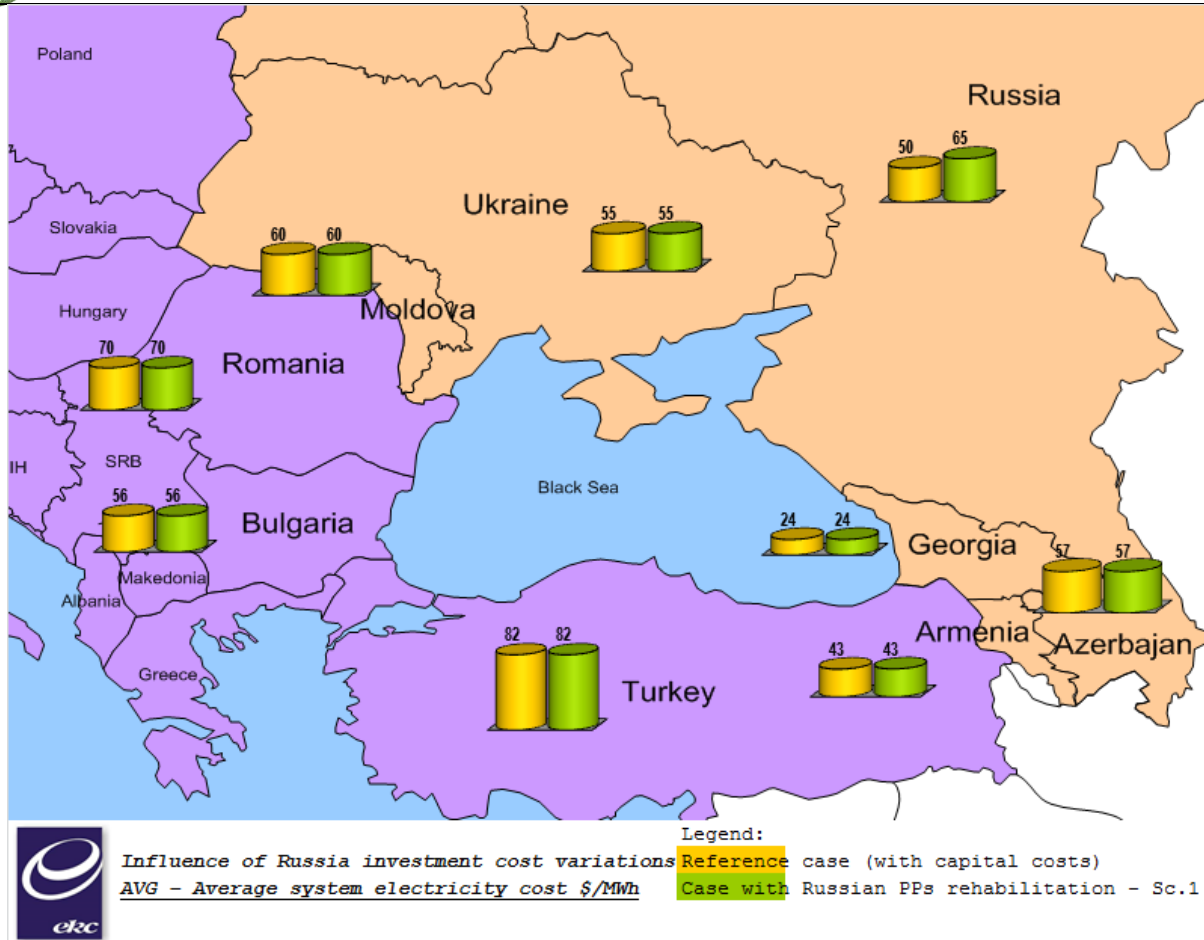 Poland
Russia
50 65
Ukraine
Slovakia
55 55
60 60
Hungary
Moldova
70 70
Romania
IH
SRB
Black Sea
56 56
Bulgaria
24 24
Georgia
57 57
Makedonia
Albania
Armenia
Azerbajan
82 82
43 43
Greece
Turkey
Legend:
Influence of Russia investment cost variations
Reference case (with capital costs)
AVG - Average system electricity cost $/MWh
Case with Russian PPs rehabilitation - Sc.1
ekc